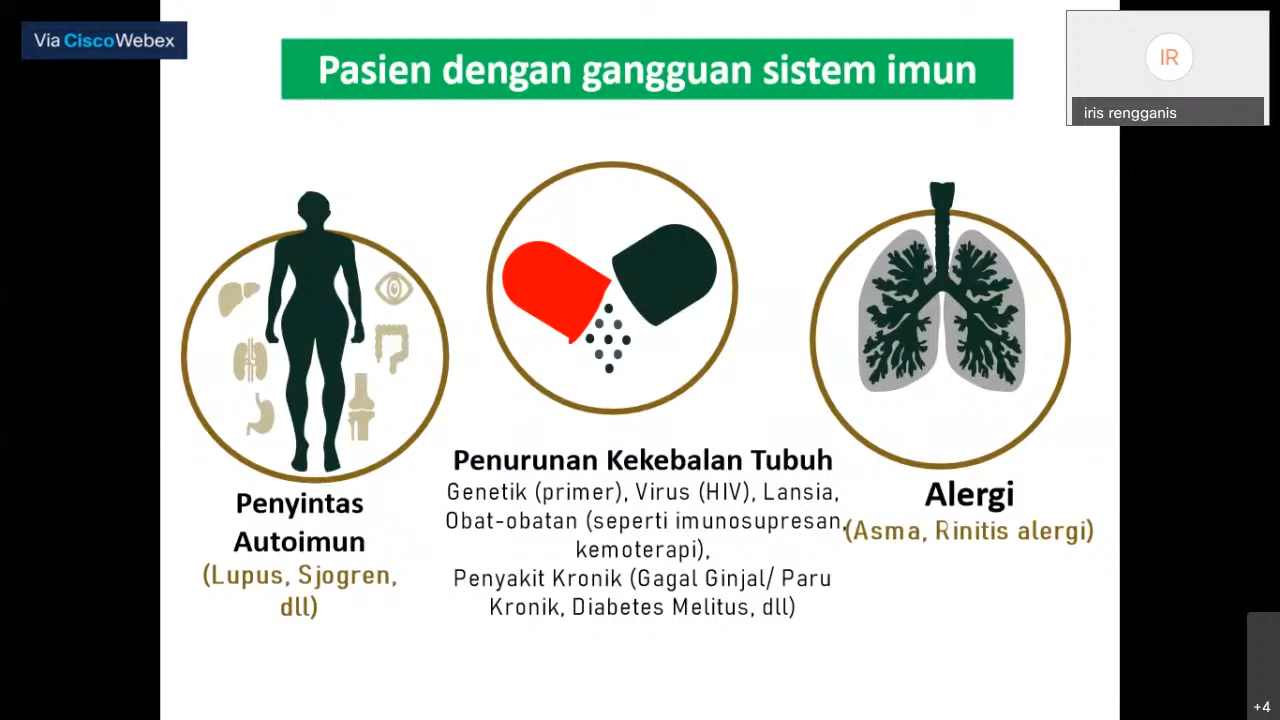 Via CiscoWebex
Pasien dengan gangguan sistem imun
IR
iris rengganis
Penyintas
Autoimun
(Lupus, Sjogren,
dll)
Penurunan Kekebalan Tubuh
Genetik (primer), Virus (HIV), Lansia,
Obat-obatan (seperti imunosupresan,
kemoterapi),
Penyakit Kronik (Gagal Ginjal/ Paru
Kronik, Diabetes Melitus, dll)
Alergi
(Asma, Rinitis alergi)
+4